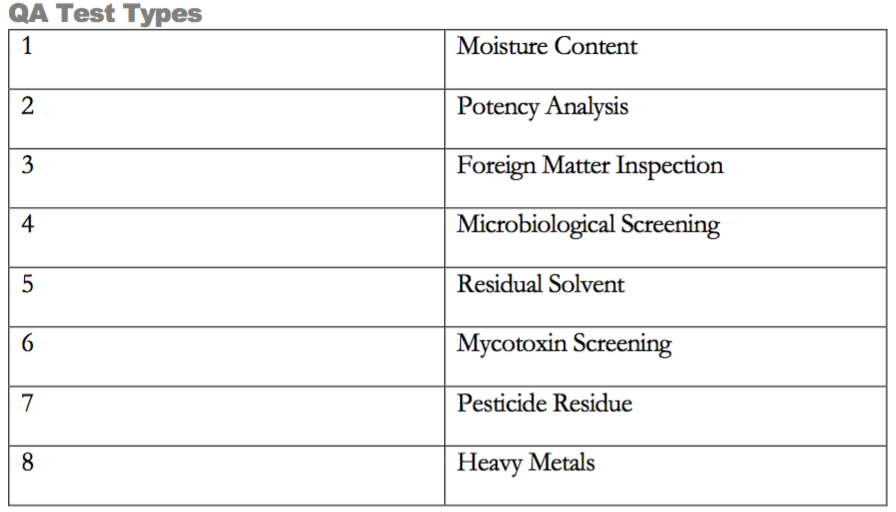 QA Test Types
1 Moisture Content
2 Potency Analysis
3 Foreign Matter Inspection
4 Microbiological Screening
5 Residual Solvent
6 Mycotoxin Screening
7 Pesticide Residue
8 Heavy Metals